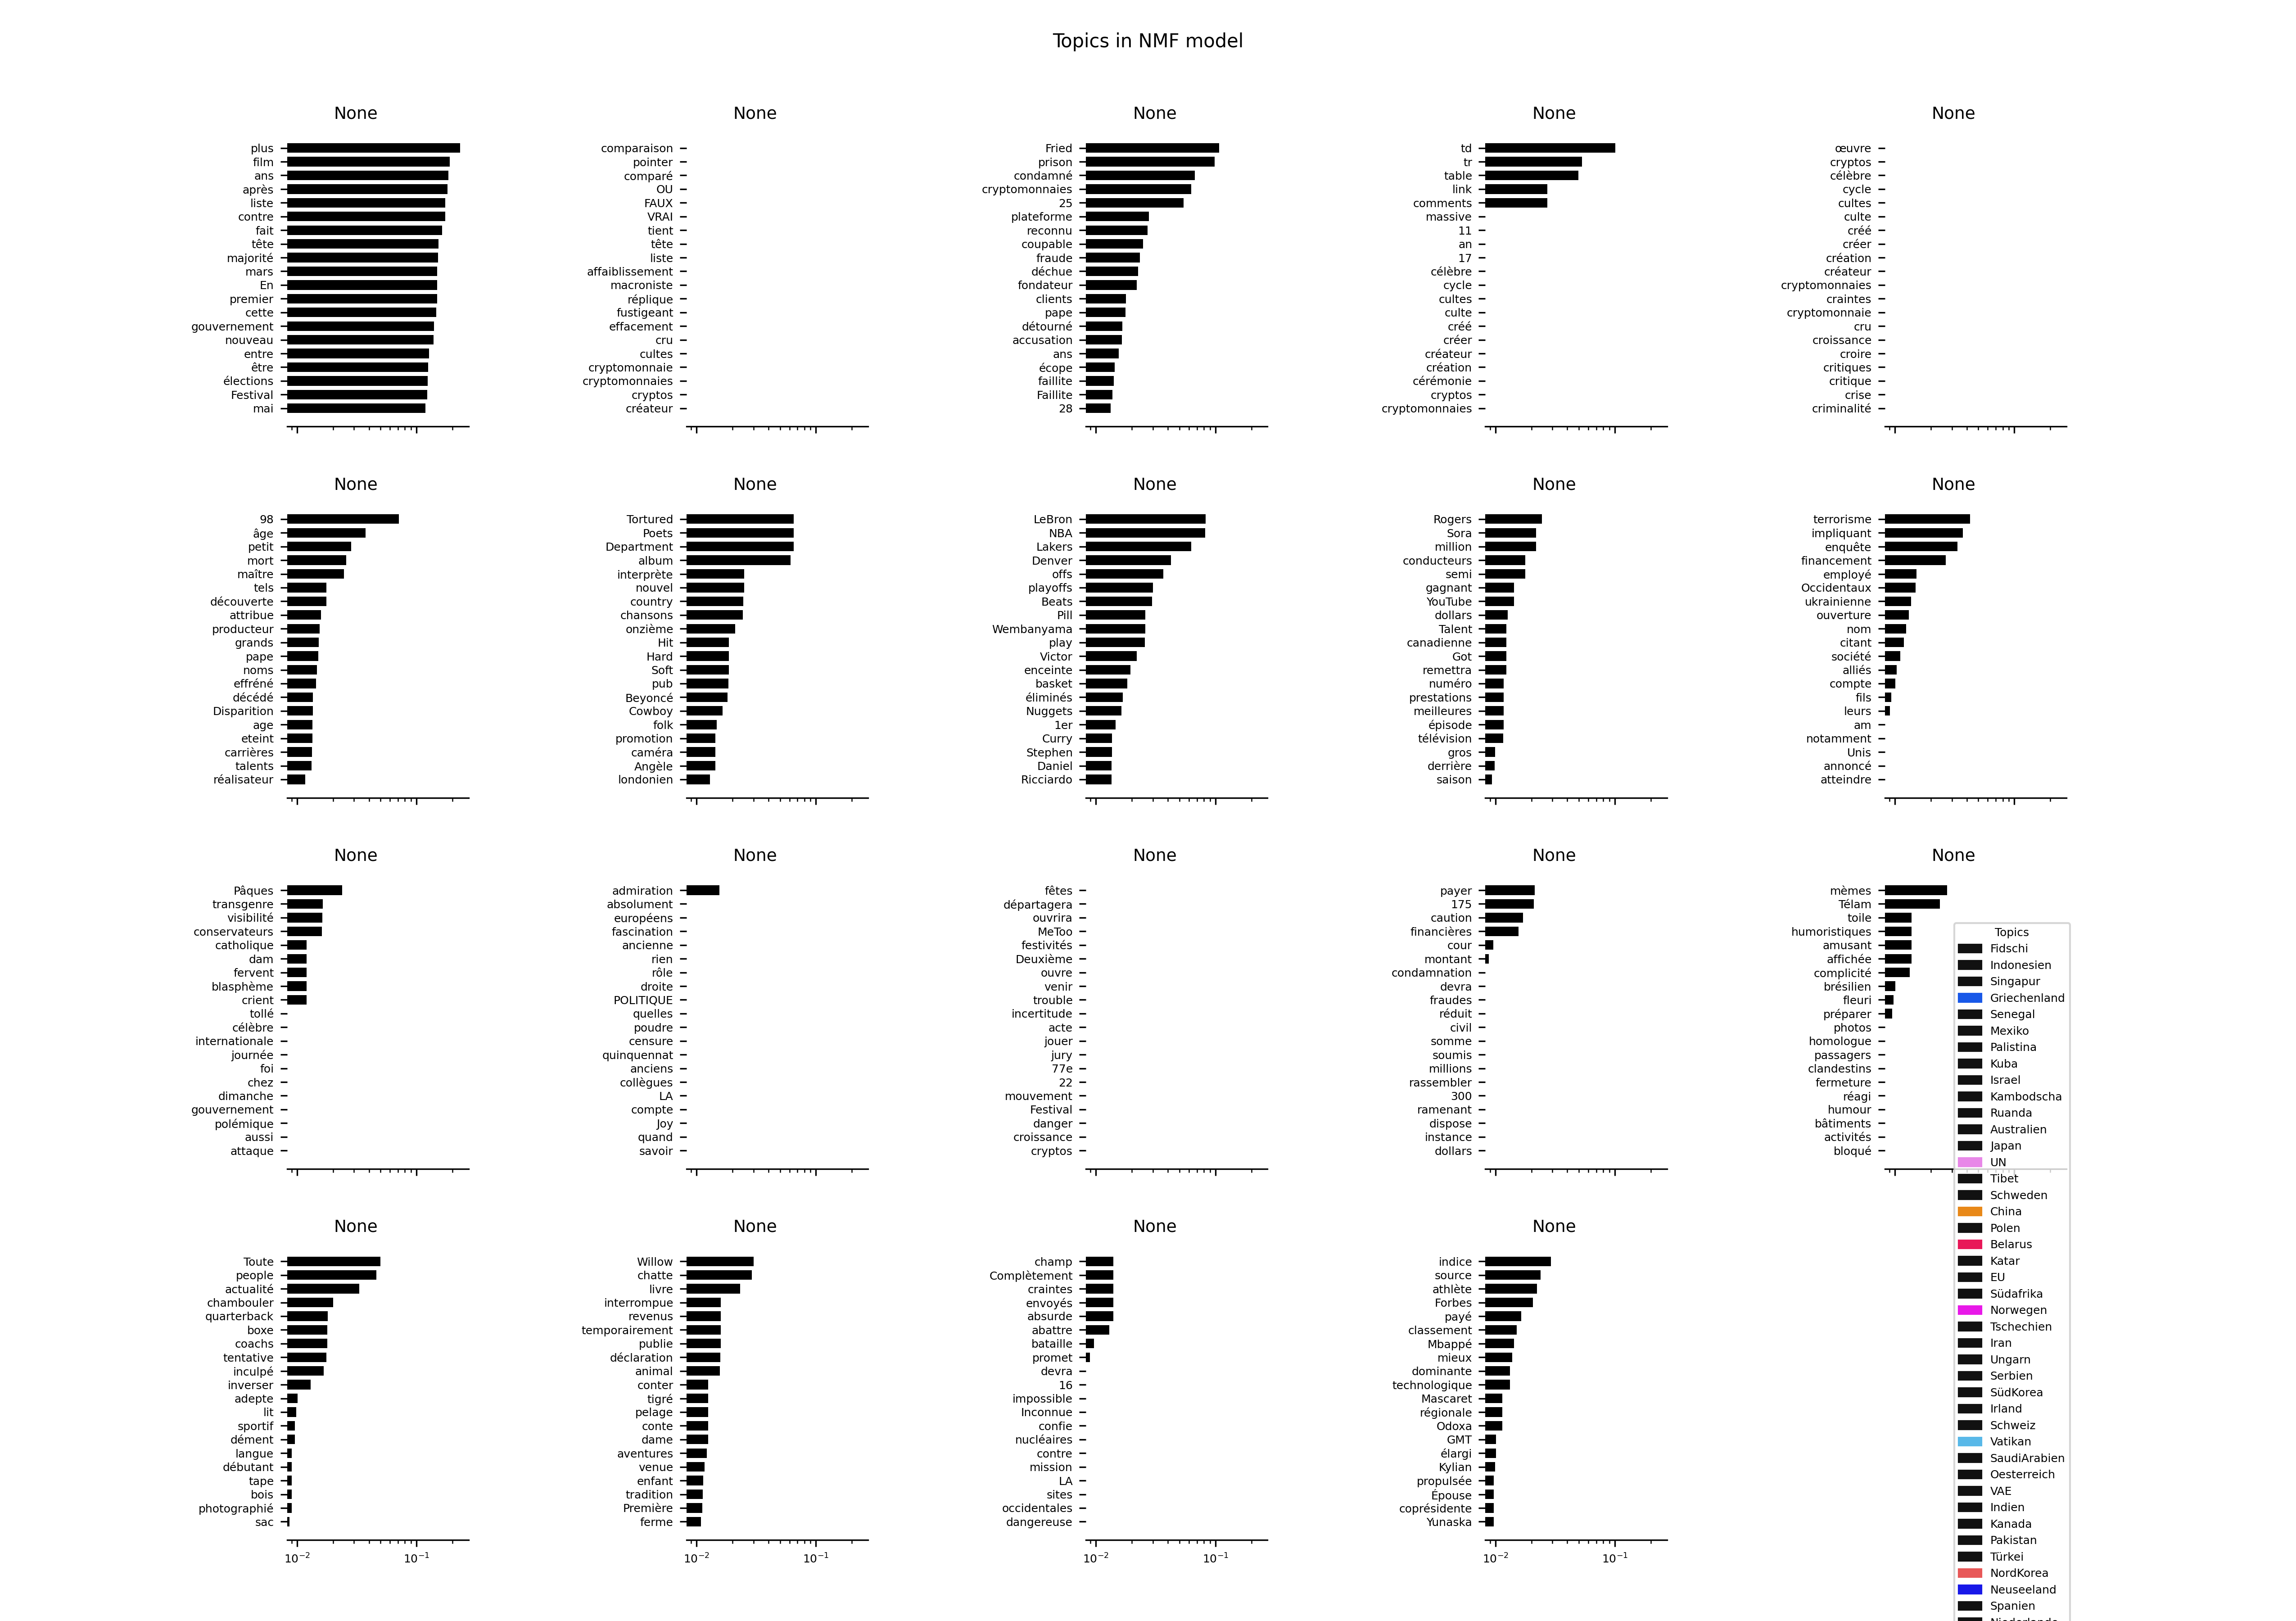 Topics in NMF model
None
plus
film
ans
après
liste
contre
fait
tête
majorité
mars
En
premier
cette
gouvernement
nouveau
entre
être
élections
Festival
mai
None
comparaison
pointer
comparé
OU
FAUX
VRAI
tient
tête
liste
affaiblissement
macroniste
réplique
fustigeant
effacement
cru
cultes
cryptomonnaie
cryptomonnaies
cryptos
créateur
None
Fried
prison
condamné
cryptomonnaies
25
plateforme
reconnu
coupable
fraude
déchue
fondateur
clients
pape
détourné
accusation
ans
écope
faillite
Faillite
28
None
td
tr
table
link
comments
massive
11
an
17
célèbre
cycle
cultes
culte
créé
créer
créateur
création
cérémonie
cryptos
cryptomonnaies
None
œuvre
cryptos
célèbre
cycle
cultes
culte
créé
créer
création
créateur
cryptomonnaies
craintes
cryptomonnaie
cru
croissance
croire
critiques
critique
crise
criminalité
None
98
âge
petit
mort
maître
tels
découverte
attribue
producteur
grands
pape
noms
effréné
décédé
Disparition
age
eteint
carrières
talents
réalisateur
None
Tortured
Poets
Department
album
interprète
nouvel
country
chansons
onzième
Hit
Hard
Soft
pub
Beyoncé
Cowboy
folk
promotion
caméra
Angèle
londonien
None
LeBron
NBA
Lakers
Denver
offs
playoffs
Beats
Pill
Wembanyama
play
Victor
enceinte
basket
éliminés
Nuggets
1er
Curry
Stephen
Daniel
Ricciardo
None
Rogers
Sora
million
conducteurs
semi
gagnant
YouTube
dollars
Talent
canadienne
Got
remettra
numéro
prestations
meilleures
épisode
télévision
gros
derrière
saison
None
terrorisme
impliquant
enquête
financement
employé
Occidentaux
ukrainienne
ouverture
nom
citant
société
alliés
compte
fils
leurs
am
notamment
Unis
annoncé
atteindre
None
Pâques
transgenre
visibilité
conservateurs
catholique
dam
fervent
blasphème
crient
tollé
célèbre
internationale
journée
foi
chez
dimanche
gouvernement
polémique
aussi
attaque
None
admiration
absolument
européens
fascination
ancienne
rien
rôle
droite
POLITIQUE
quelles
poudre
censure
quinquennat
anciens
collègues
LA
compte
Joy
quand
savoir
None
fêtes
départagera
ouvrira
MeToo
festivités
Deuxième
ouvre
venir
trouble
incertitude
acte
jouer
jury
77e
22
mouvement
Festival
danger
croissance
cryptos
None
payer
175
caution
financières
cour
montant
condamnation
devra
fraudes
réduit
civil
somme
soumis
millions
rassembler
300
ramenant
dispose
instance
dollars
None
mèmes
Télam
toile
humoristiques
amusant
affichée
complicité
brésilien
fleuri
préparer
photos
homologue
passagers
clandestins
fermeture
réagi
humour
bâtiments
activités
bloqué
None
Toute
people
actualité
chambouler
quarterback
boxe
coachs
tentative
inculpé
inverser
adepte
lit
sportif
dément
langue
débutant
tape
bois
photographié
sac
10⁻² 10⁻¹
None
Willow
chatte
livre
interrompue
revenus
temporairement
publie
déclaration
animal
conter
tigré
pelage
conte
dame
aventures
venue
enfant
tradition
Première
ferme
10⁻² 10⁻¹
None
champ
Complètement
craintes
envoyés
absurde
abattre
bataille
promet
devra
16
impossible
Inconnue
confie
nucléaires
contre
mission
LA
sites
occidentales
dangereuse
10⁻² 10⁻¹
None
indice
source
athlète
Forbes
payé
classement
Mbappé
mieux
dominante
technologique
Mascaret
régionale
Odoxa
GMT
élargi
Kylian
propulsée
Épouse
coprésidente
Yunaska
10⁻² 10⁻¹
Topics
Fidschi
Indonesien
Singapur
Griechenland
Senegal
Mexiko
Palistina
Kuba
Israel
Kambodscha
Ruanda
Australien
Japan
UN
Tibet
Schweden
China
Polen
Belarus
Katar
EU
Südafrika
Norwegen
Tschechien
Iran
Ungarn
Serbien
SüdKorea
Irland
Schweiz
Vatikan
SaudiArabien
Oesterreich
VAE
Indien
Kanada
Pakistan
Türkei
NordKorea
Neuseeland
Spanien